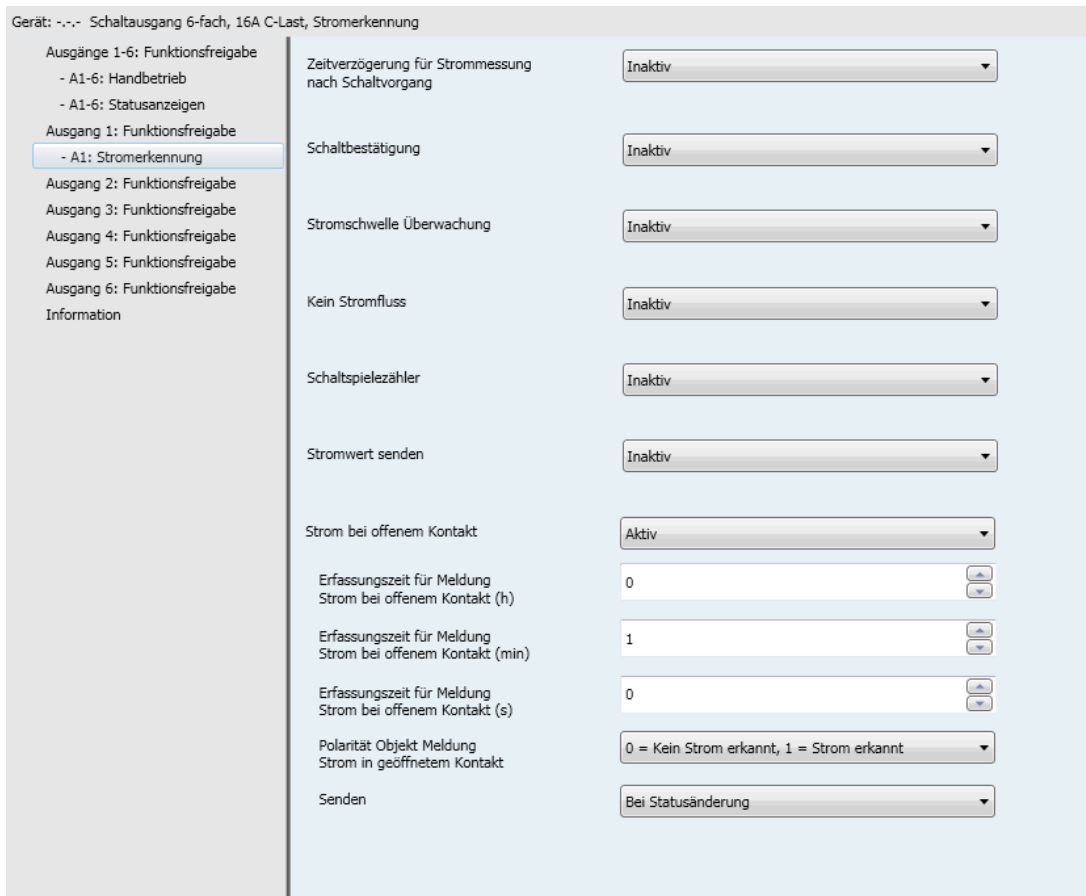 Gerät: -.-.- Schaltausgang 6-fach, 16A C-Last, Stromerkennung
Ausgänge 1-6: Funktionsfreigabe
- A1-6: Handbetrieb
- A1-6: Statusanzeigen
Ausgang 1: Funktionsfreigabe
- A1: Stromerkennung
Ausgang 2: Funktionsfreigabe
Ausgang 3: Funktionsfreigabe
Ausgang 4: Funktionsfreigabe
Ausgang 5: Funktionsfreigabe
Ausgang 6: Funktionsfreigabe
Information
Zeitverzögerung für Strommessung
nach Schaltvorgang
Inaktiv
Schaltbestätigung
Inaktiv
Stromschwelle Überwachung
Inaktiv
Kein Stromfluss
Inaktiv
Schaltspielezähler
Inaktiv
Stromwert senden
Inaktiv
Strom bei offenem Kontakt
Aktiv
Erfassungszeit für Meldung
Strom bei offenem Kontakt (h)
0
Erfassungszeit für Meldung
Strom bei offenem Kontakt (min)
1
Erfassungszeit für Meldung
Strom bei offenem Kontakt (s)
0
Polarität Objekt Meldung
Strom in geöffnetem Kontakt
0 = Kein Strom erkannt, 1 = Strom erkannt
Senden
Bei Statusänderung